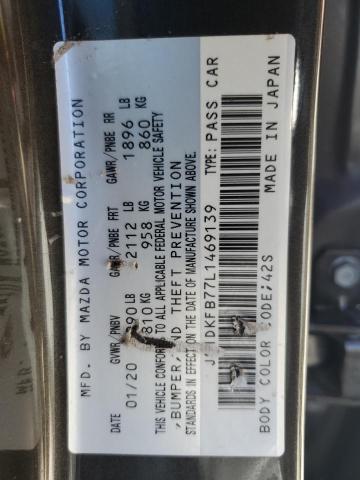 MFD. BY MAZDA MOTOR CORPORATION
DATE GVWR/PNBV GAWR/PNBE FRT GAWR/PNBE RR
01/20 LB 2112 LB 1896 LB
810 KG 958 KG 860 KG
THIS VEHICLE CONFORMS TO ALL APPLICABLE FEDERAL MOTOR VEHICLE SAFETY
,BUMPER, AND THEFT PREVENTION
STANDARDS IN EFFECT ON THE DATE OF MANUFACTURE SHOWN ABOVE.
DKFB77L1469139 TYPE: PASS CAR
BODY COLOR CODE:42S MADE IN JAPAN